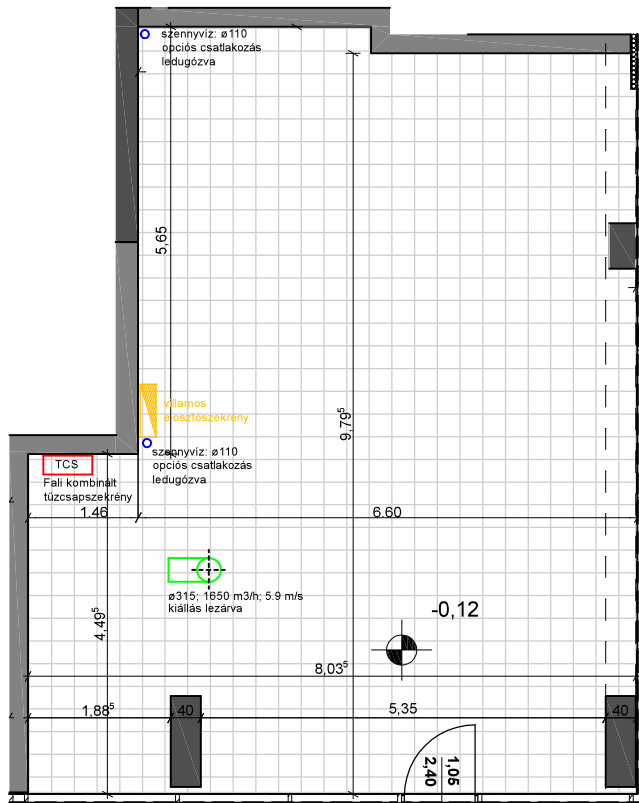 szennyvíz: ø110
opciós csatlakozás
ledugózva
5,65
9,79⁵
villamos
elosztószekrény
szennyvíz: ø110
opciós csatlakozás
ledugózva
TCS
Fali kombinált
tűzcsapszekrény
1.46
6.60
ø315; 1650 m3/h; 5.9 m/s
kiállás lezárva
4,49⁵
-0,12
8,03⁵
1,88⁵
40
5,35
40
1,05
2,40